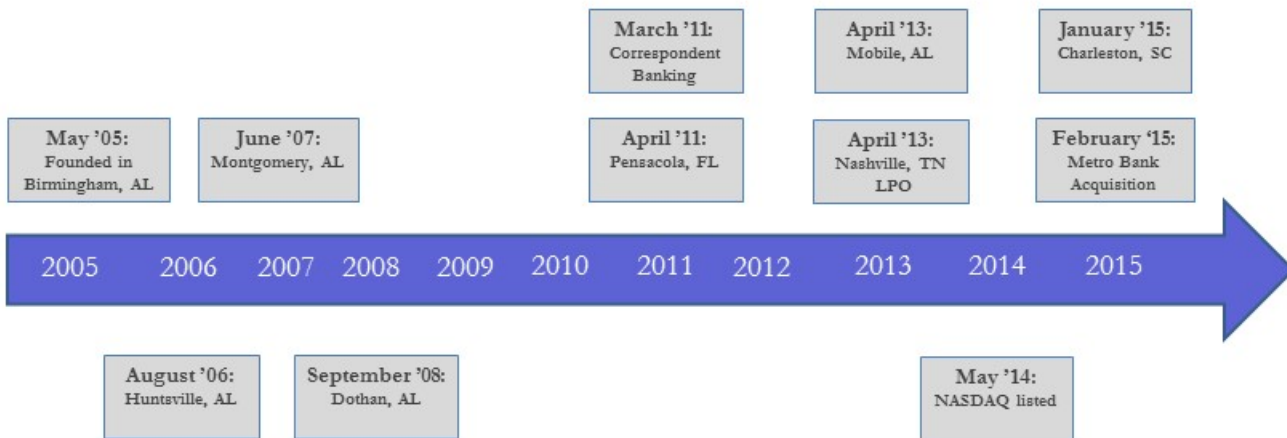 March '11:
Correspondent
Banking
April '13:
Mobile, AL
January '15:
Charleston, SC
May '05:
Founded in
Birmingham, AL
June '07:
Montgomery, AL
April '11:
Pensacola, FL
April '13:
Nashville, TN
LPO
February '15:
Metro Bank
Acquisition
2005 2006 2007 2008 2009 2010 2011 2012 2013 2014 2015
August '06:
Huntsville, AL
September '08:
Dothan, AL
May '14:
NASDAQ listed